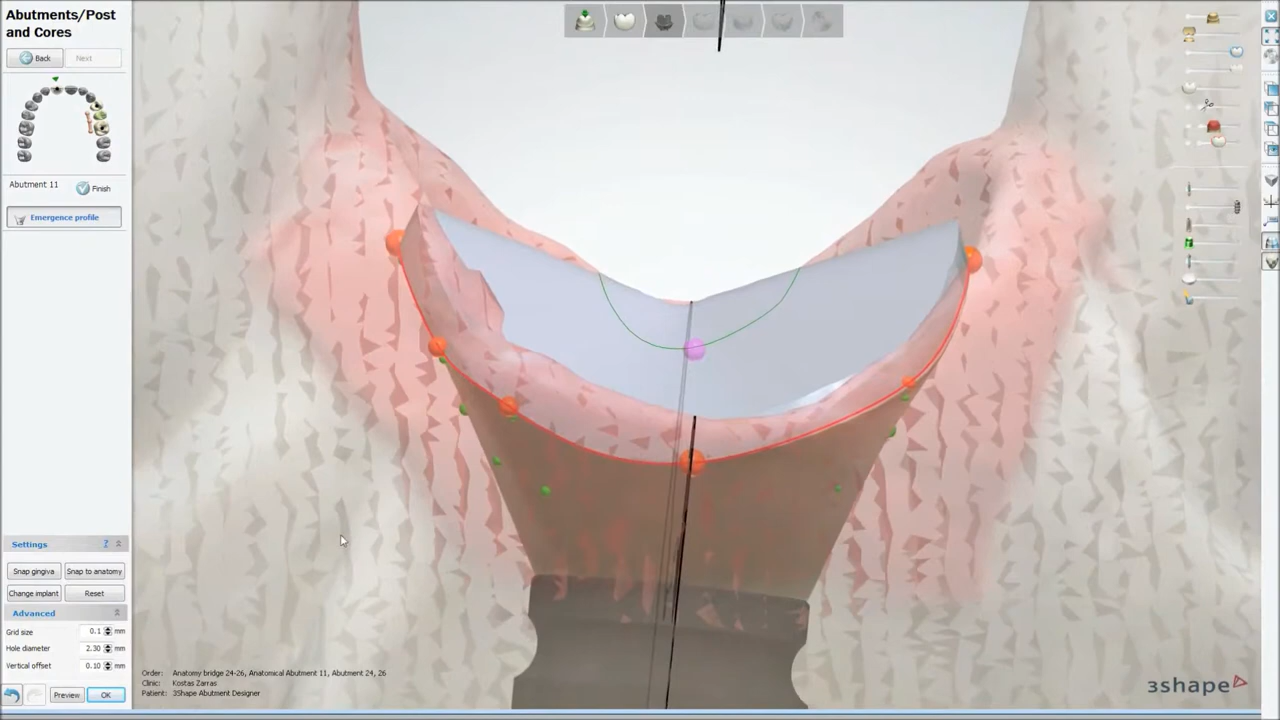 Abutments/Post
and Cores
Back
Next
Abutment 11
Finish
Emergence profile
Settings
?
Snap gingiva
Snap to anatomy
Change implant
Reset
Advanced
Grid size
0.1
mm
Hole diameter
2.30
mm
Vertical offset
0.10
mm
Preview
OK
Order: Anatomy bridge 24-26, Anatomical Abutment 11, Abutment 24, 26
Clinic: Kostas Zarras
Patient: 3Shape Abutment Designer
3shape